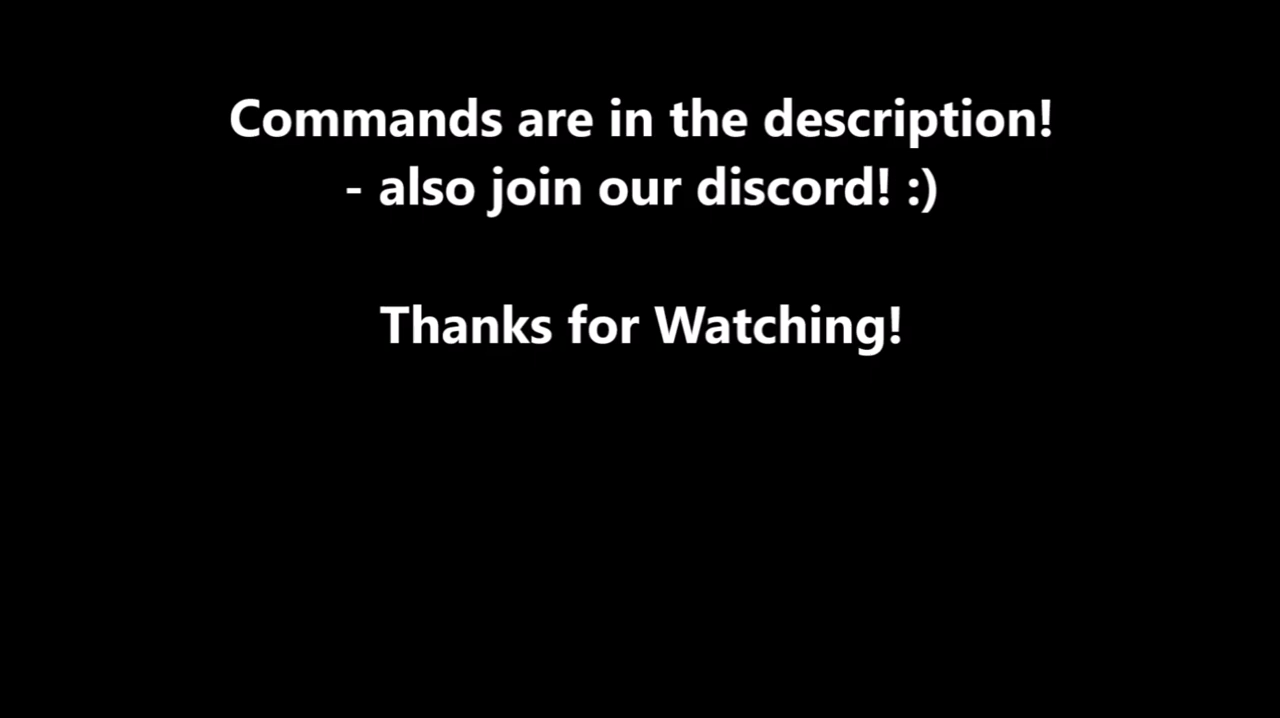 Commands are in the description!
- also join our discord! :)
Thanks for Watching!